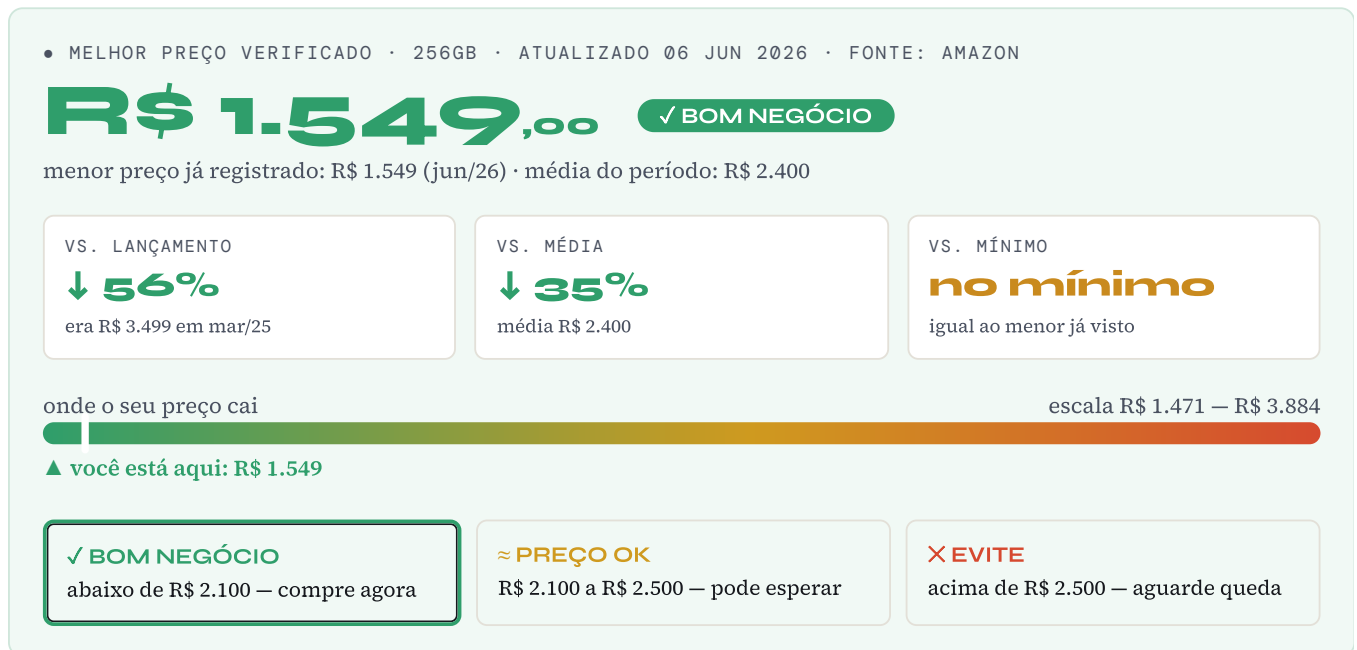 ● MELHOR PREÇO VERIFICADO · 256GB · ATUALIZADO 06 JUN 2026 · FONTE: AMAZON
R$ 1.549,00 ✓ BOM NEGÓCIO
menor preço já registrado: R$ 1.549 (jun/26) · média do período: R$ 2.400
VS. LANÇAMENTO
↓ 56%
era R$ 3.499 em mar/25
VS. MÉDIA
↓ 35%
média R$ 2.400
VS. MÍNIMO
no mínimo
igual ao menor já visto
onde o seu preço cai
escala R$ 1.471 — R$ 3.884
▲ você está aqui: R$ 1.549
✓ BOM NEGÓCIO
abaixo de R$ 2.100 — compre agora
≈ PREÇO OK
R$ 2.100 a R$ 2.500 — pode esperar
✕ EVITE
acima de R$ 2.500 — aguarde queda